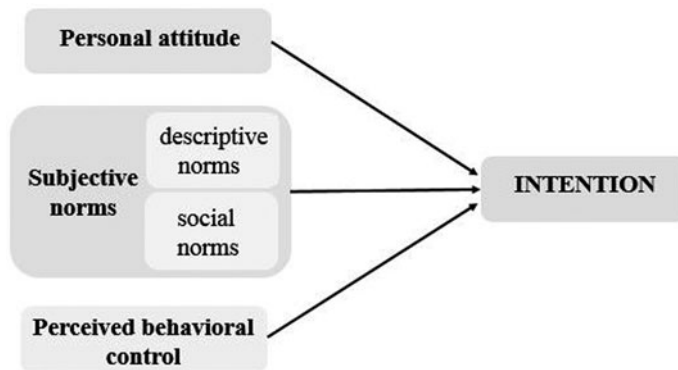 Personal attitude
Subjective
norms
descriptive
norms
social
norms
INTENTION
Perceived behavioral
control